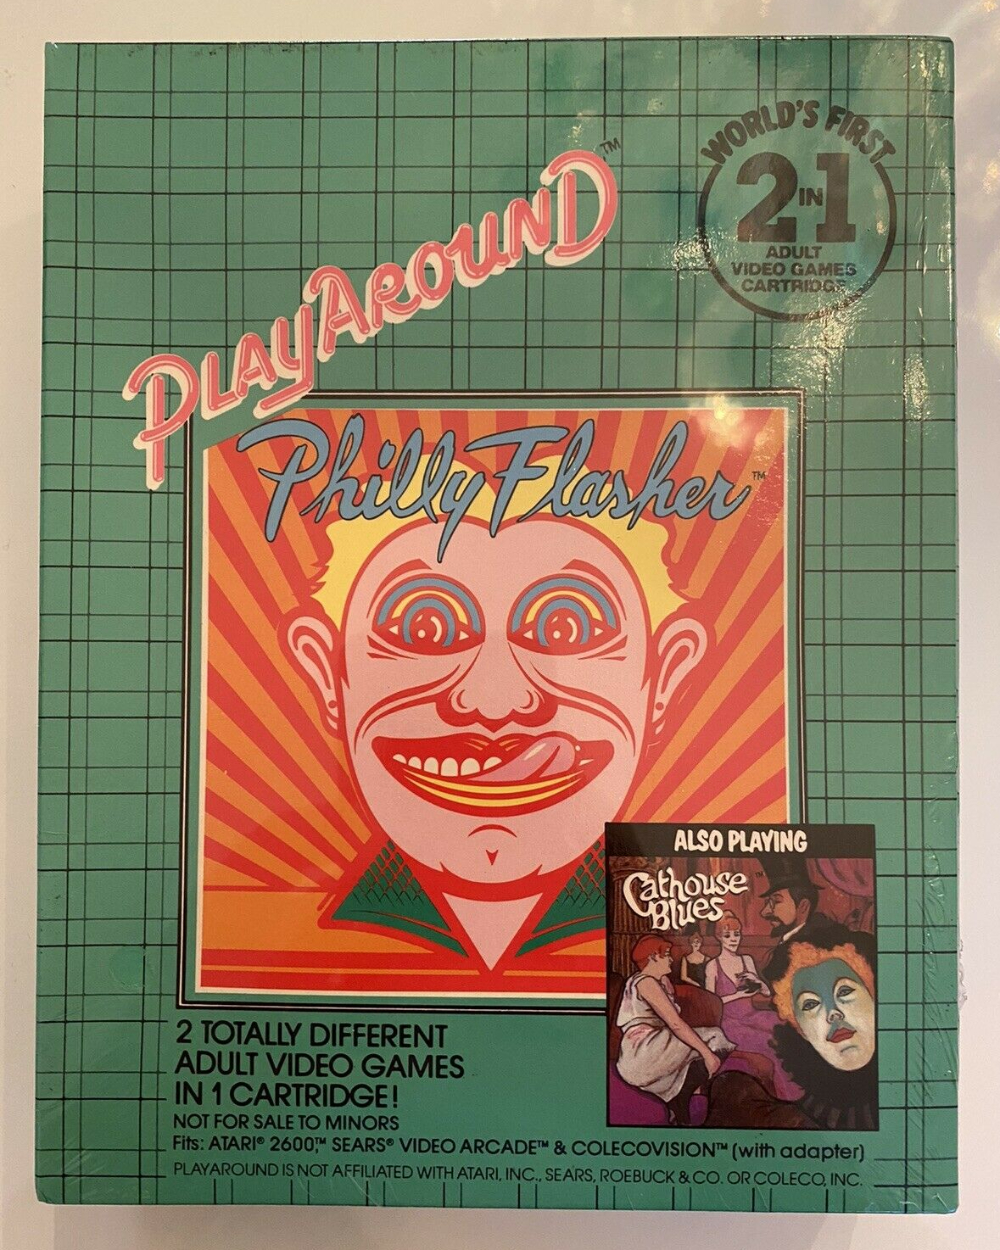 WORLD'S FIRST
2 IN 1
ADULT
VIDEO GAMES
CARTRIDGE
PLAYAROUND™
Philly Flasher™
ALSO PLAYING
Cathouse™
Blues
2 TOTALLY DIFFERENT
ADULT VIDEO GAMES
IN 1 CARTRIDGE!
NOT FOR SALE TO MINORS
Fits: ATARI® 2600,™ SEARS® VIDEO ARCADE™ & COLECOVISION™ (with adapter)
PLAYAROUND IS NOT AFFILIATED WITH ATARI, INC., SEARS, ROEBUCK & CO. OR COLECO, INC.